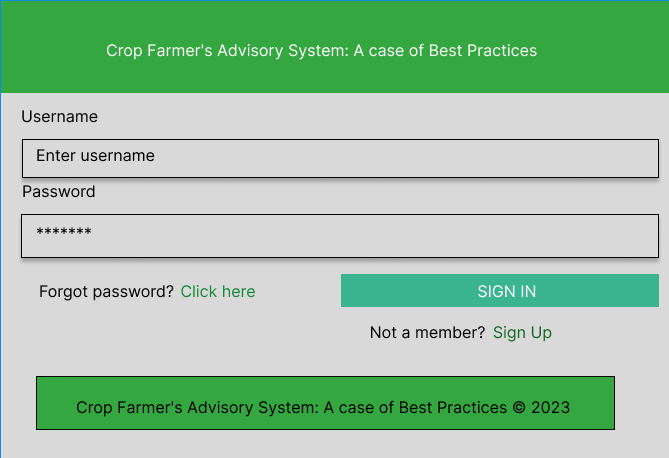 Crop Farmer's Advisory System: A case of Best Practices
Username
Enter username
Password
*******
Forgot password? Click here
SIGN IN
Not a member? Sign Up
Crop Farmer's Advisory System: A case of Best Practices © 2023